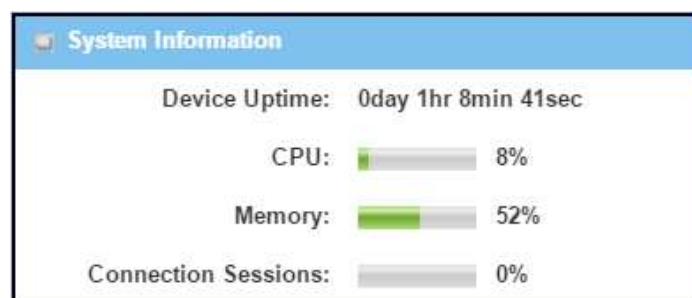 System Information
Device Uptime: 0day 1hr 8min 41sec
CPU: 8%
Memory: 52%
Connection Sessions: 0%